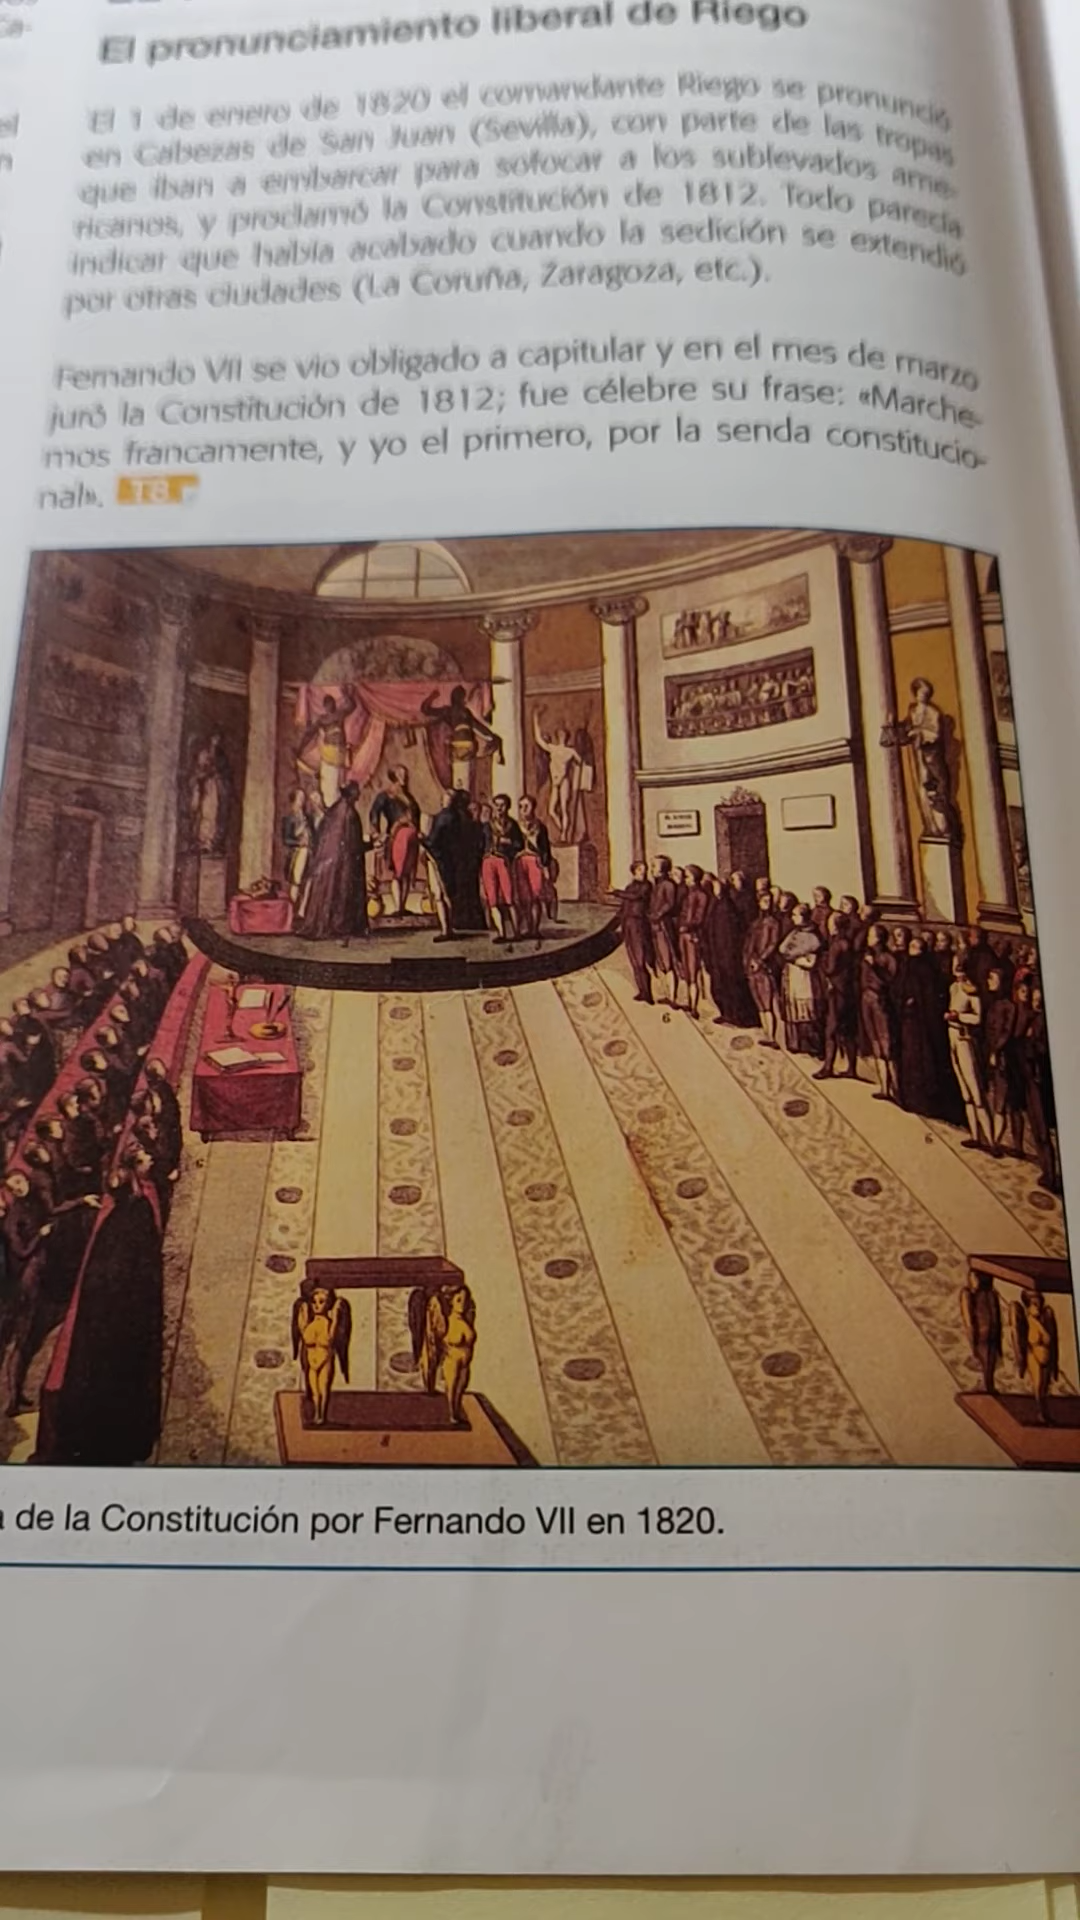 El pronunciamiento liberal de Riego
El 1 de enero de 1820 el comandante Riego se pronunció
en Cabezas de San Juan (Sevilla), con parte de las tropas
que iban a embarcar para sofocar a los sublevados ame-
ricanos, y proclamó la Constitución de 1812. Todo parecía
indicar que había acabado cuando la sedición se extendió
por otras ciudades (La Coruña, Zaragoza, etc.).
Fernando VII se vio obligado a capitular y en el mes de marzo
juró la Constitución de 1812; fue célebre su frase: «Marche-
mos francamente, y yo el primero, por la senda constitucio-
nal».
6
6
de la Constitución por Fernando VII en 1820.